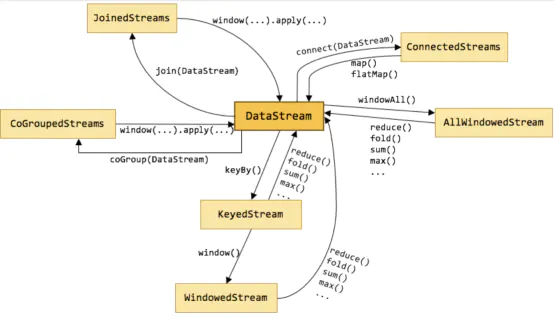 JoinedStreams
window(...).apply(...)
connect(DataStream)
ConnectedStreams
map()
flatMap()
join(DataStream)
windowAll()
DataStream
AllWindowedStream
CoGroupedStreams
window(...).apply(...)
reduce()
fold()
sum()
max()
...
coGroup(DataStream)
keyBy()
reduce()
fold()
sum()
max()
...
KeyedStream
window()
reduce()
fold()
sum()
max()
...
WindowedStream